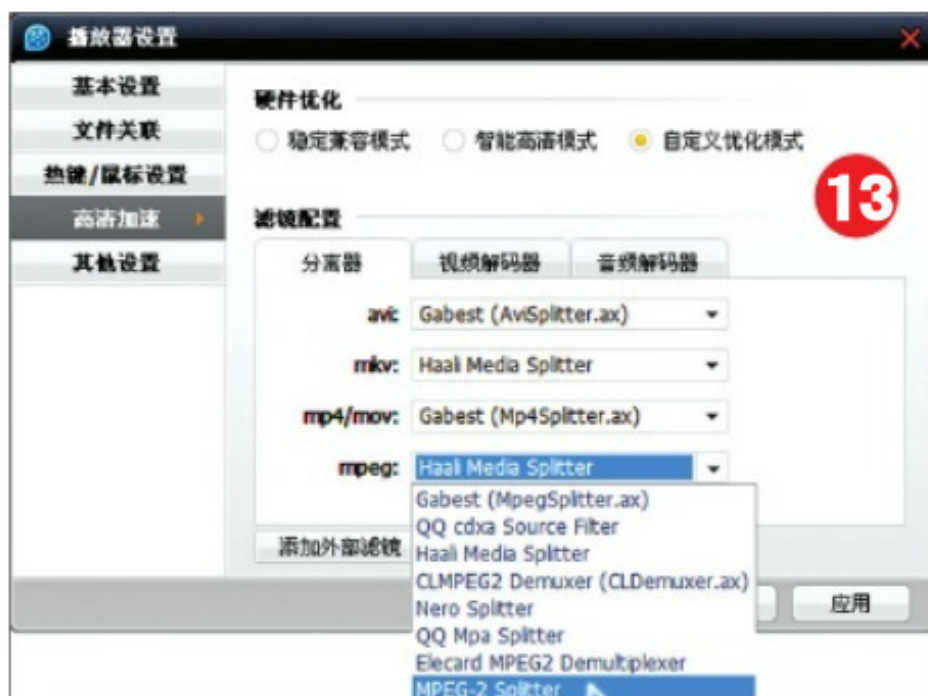 播放器设置
基本设置
文件关联
热键/鼠标设置
高清加速
其他设置
硬件优化
稳定兼容模式 智能高清模式 自定义优化模式
13
滤镜配置
分离器 视频解码器 音频解码器
avi: Gabest (AviSplitter.ax)
mkv: Haali Media Splitter
mp4/mov: Gabest (Mp4Splitter.ax)
mpeg: Haali Media Splitter
Gabest (MpegSplitter.ax)
QQ cdxa Source Filter
添加外部滤镜
Haali Media Splitter
CLMPEG2 Demuxer (CLDemuxer.ax)
Nero Splitter
应用
QQ Mpa Splitter
Elecard MPEG2 Demultiplexer
MPEG-2 Splitter